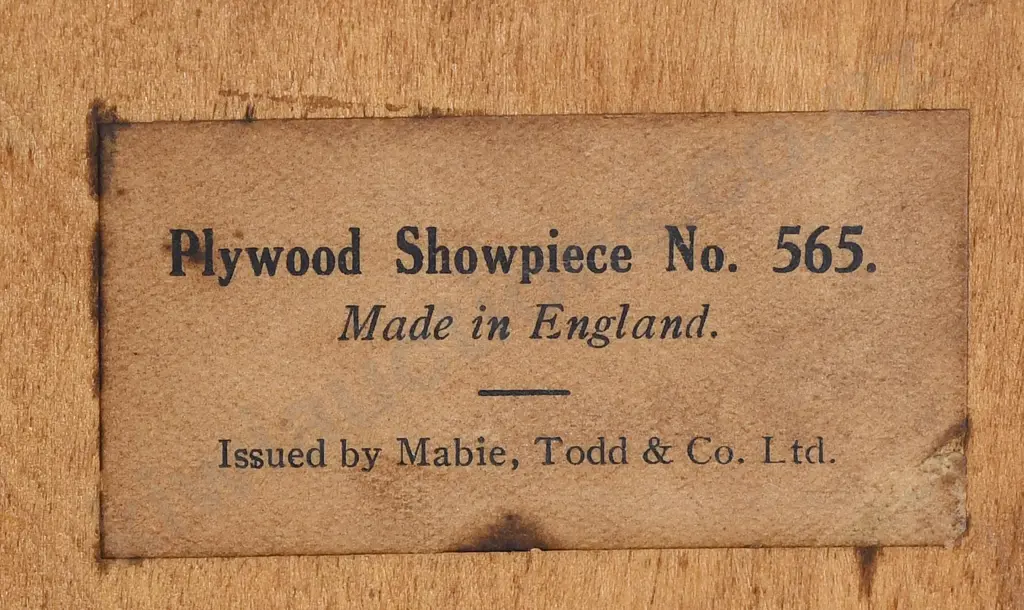 Plywood Showpiece No. 565.
Made in England.
Issued by Mabie, Todd & Co. Ltd.